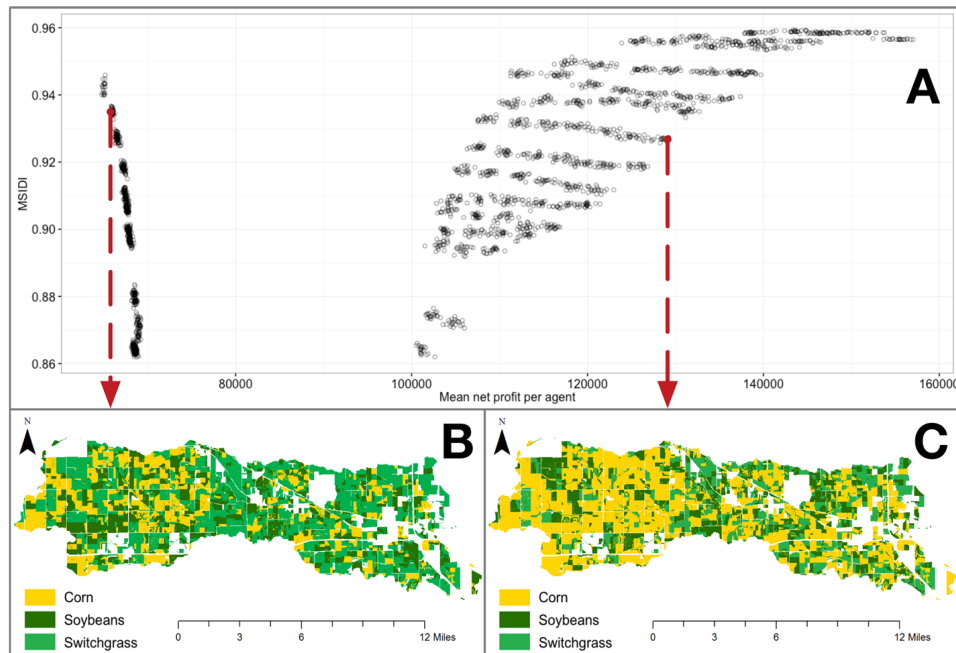 A
MSIDI
0.96
0.94
0.92
0.90
0.88
0.86
80000
100000
120000
140000
160000
Mean net profit per agent
N
B
Corn
Soybeans
Switchgrass
0
3
6
12 Miles
N
C
Corn
Soybeans
Switchgrass
0
3
6
12 Miles